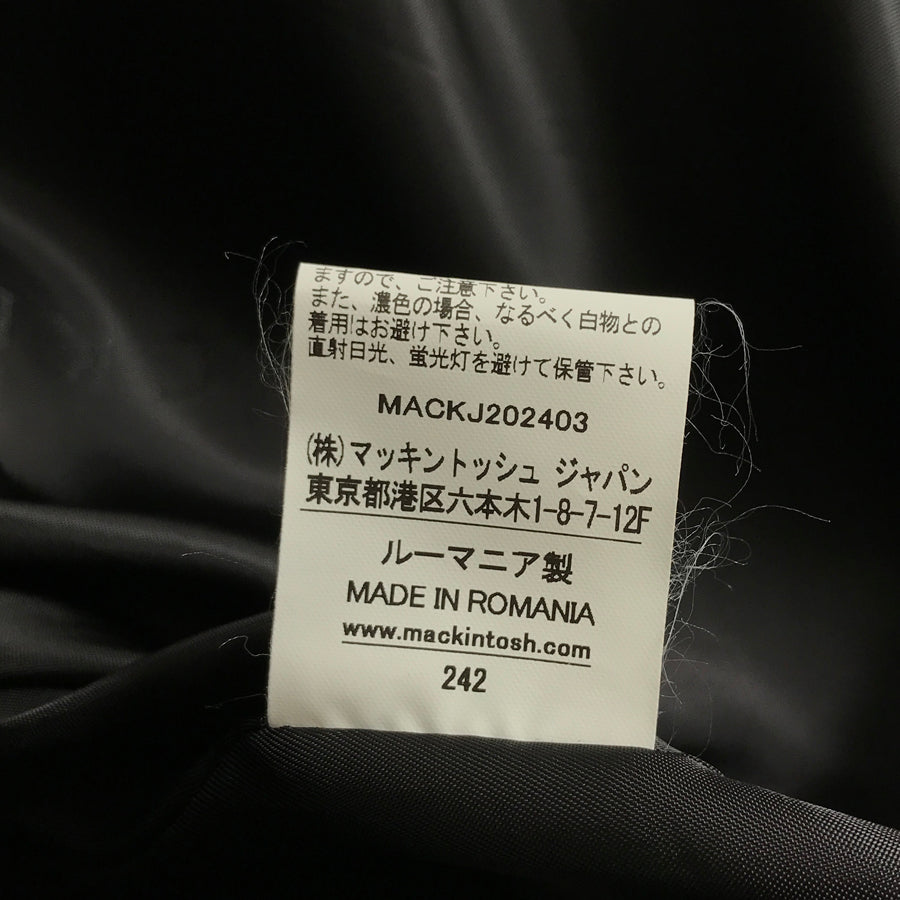 ますので、ご注意下さい。
また、濃色の場合、なるべく白物との
着用はお避け下さい。
直射日光、蛍光灯を避けて保管下さい。
MACKJ202403
(株)マッキントッシュ ジャパン
東京都港区六本木1-8-7-12F
ルーマニア製
MADE IN ROMANIA
www.mackintosh.com
242